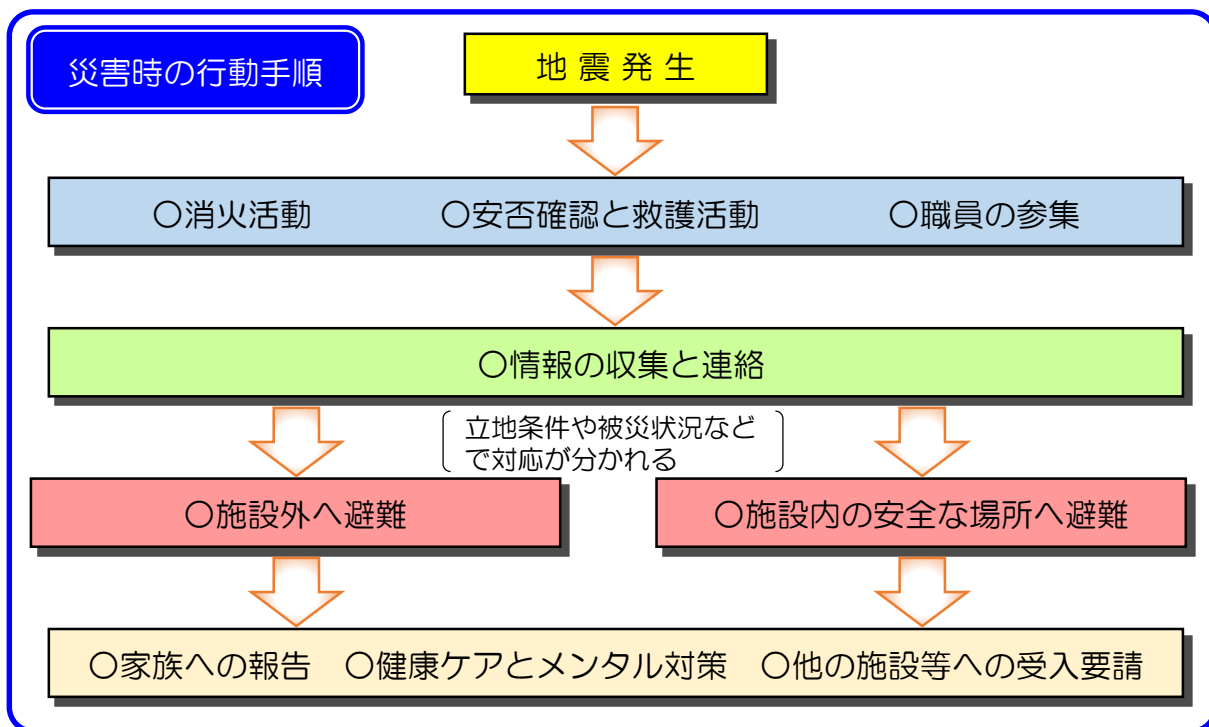 災害時の行動手順
地 震 発 生
〇消火活動 〇安否確認と救護活動 〇職員の参集
〇情報の収集と連絡
立地条件や被災状況など
で対応が分かれる
〇施設外へ避難 〇施設内の安全な場所へ避難
〇家族への報告 〇健康ケアとメンタル対策 〇他の施設等への受入要請